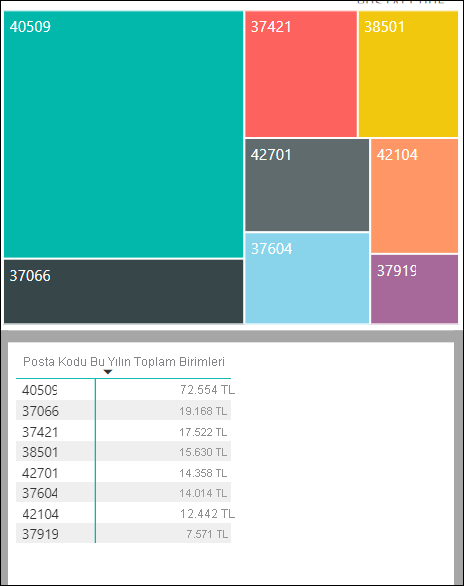 40509
37421
38501
42701
42104
37604
37919
37066
Posta Kodu Bu Yılın Toplam Birimleri
40509 72.554 TL
37066 19.168 TL
37421 17.522 TL
38501 15.630 TL
42701 14.358 TL
37604 14.014 TL
42104 12.442 TL
37919 7.571 TL